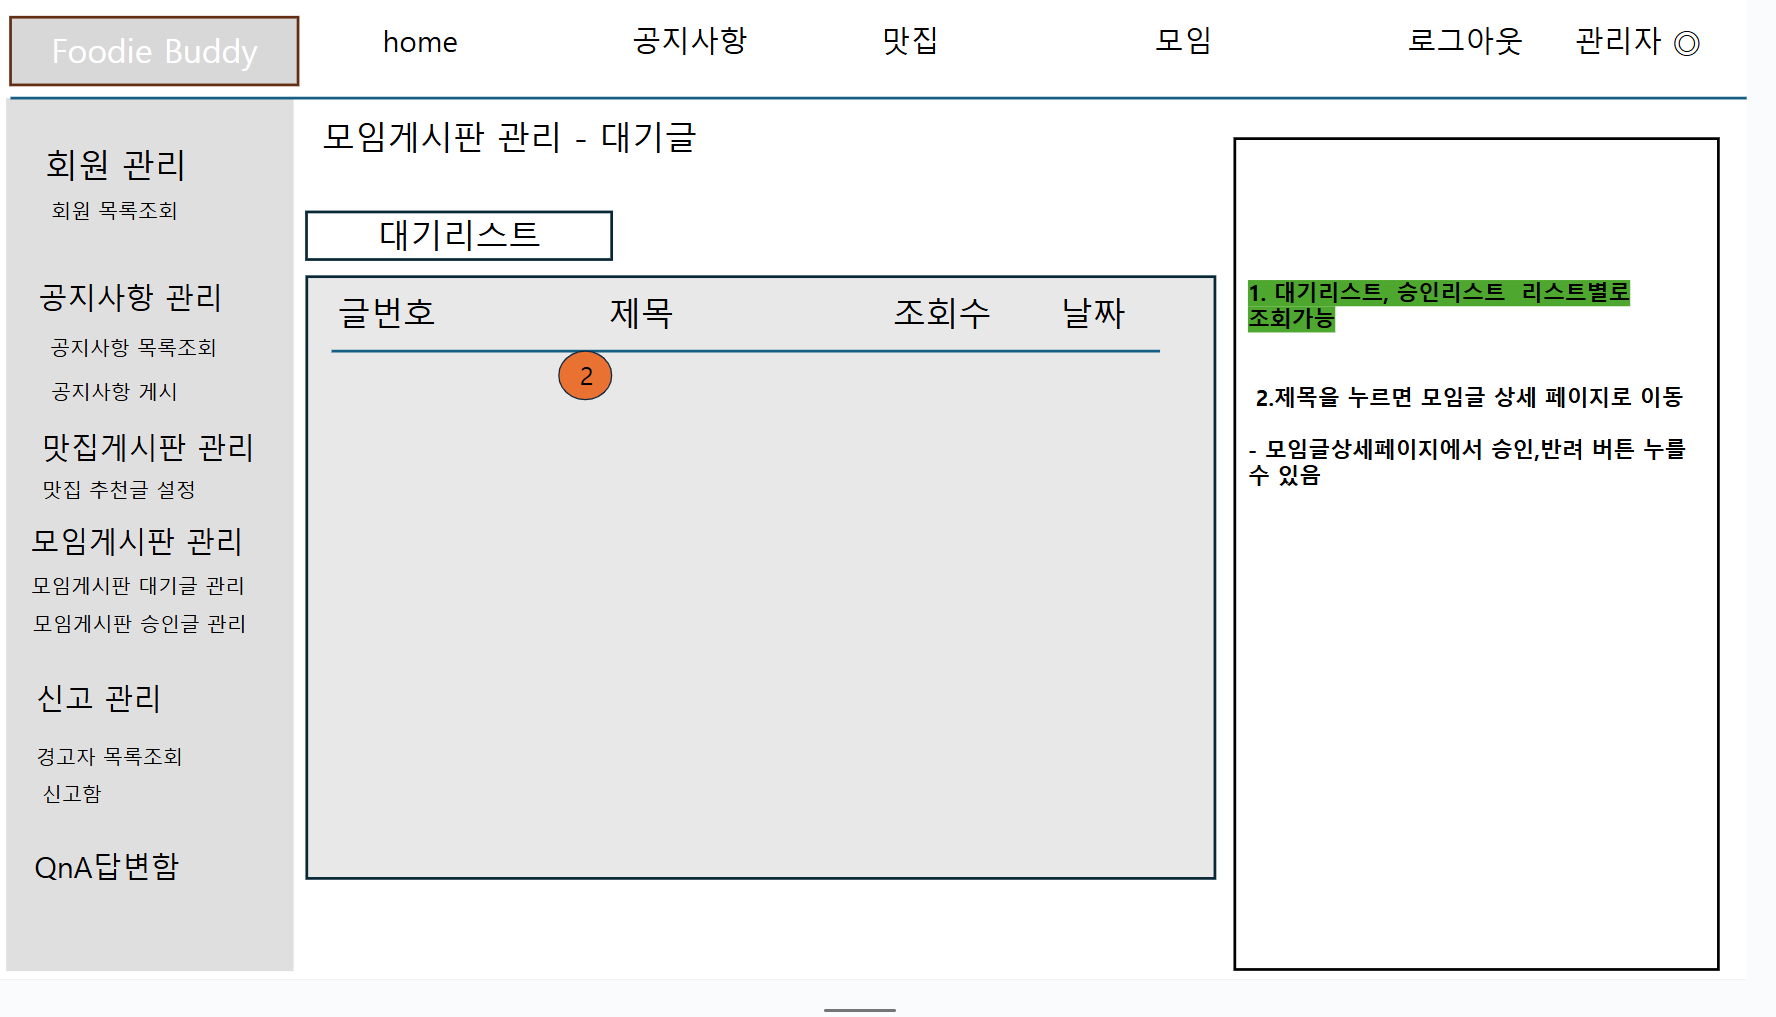 Foodie Buddy
home
공지사항
맛집
모임
로그아웃
관리자 ◎
회원 관리
회원 목록조회
공지사항 관리
공지사항 목록조회
공지사항 게시
맛집게시판 관리
맛집 추천글 설정
모임게시판 관리
모임게시판 대기글 관리
모임게시판 승인글 관리
신고 관리
경고자 목록조회
신고함
QnA답변함
모임게시판 관리 - 대기글
대기리스트
글번호 제목 조회수 날짜
2
1. 대기리스트, 승인리스트 리스트별로
조회가능
2.제목을 누르면 모임글 상세 페이지로 이동
- 모임글상세페이지에서 승인,반려 버튼 누를
수 있음